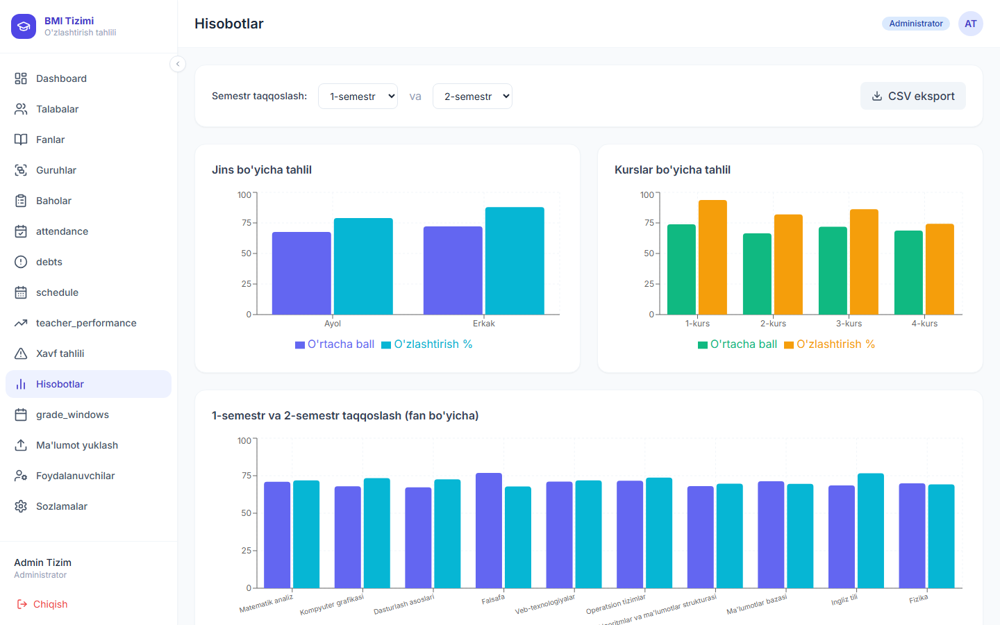 BMI Tizimi
O'zlashtirish tahlili
Dashboard
Talabalar
Fanlar
Guruhlar
Baholar
attendance
debts
schedule
teacher_performance
Xavf tahlili
Hisobotlar
grade_windows
Ma'lumot yuklash
Foydalanuvchilar
Sozlamalar
Admin Tizim
Administrator
Chiqish
Hisobotlar
Administrator
AT
Semestr taqqoslash: 1-semestr va 2-semestr
CSV eksport
Jins bo'yicha tahlil
100
75
50
25
0
Ayol Erkak
O'rtacha ball O'zlashtirish %
Kurslar bo'yicha tahlil
100
75
50
25
0
1-kurs 2-kurs 3-kurs 4-kurs
O'rtacha ball O'zlashtirish %
1-semestr va 2-semestr taqqoslash (fan bo'yicha)
100
75
50
25
0
Matematik analiz
Kompyuter grafikasi
Dasturlash asoslari
Falsafa
Veb-texnologiyalar
Operatsion tizimlar
va ma'lumotlar strukturasi
Ma'lumotlar bazasi
Ingliz tili
Fizika